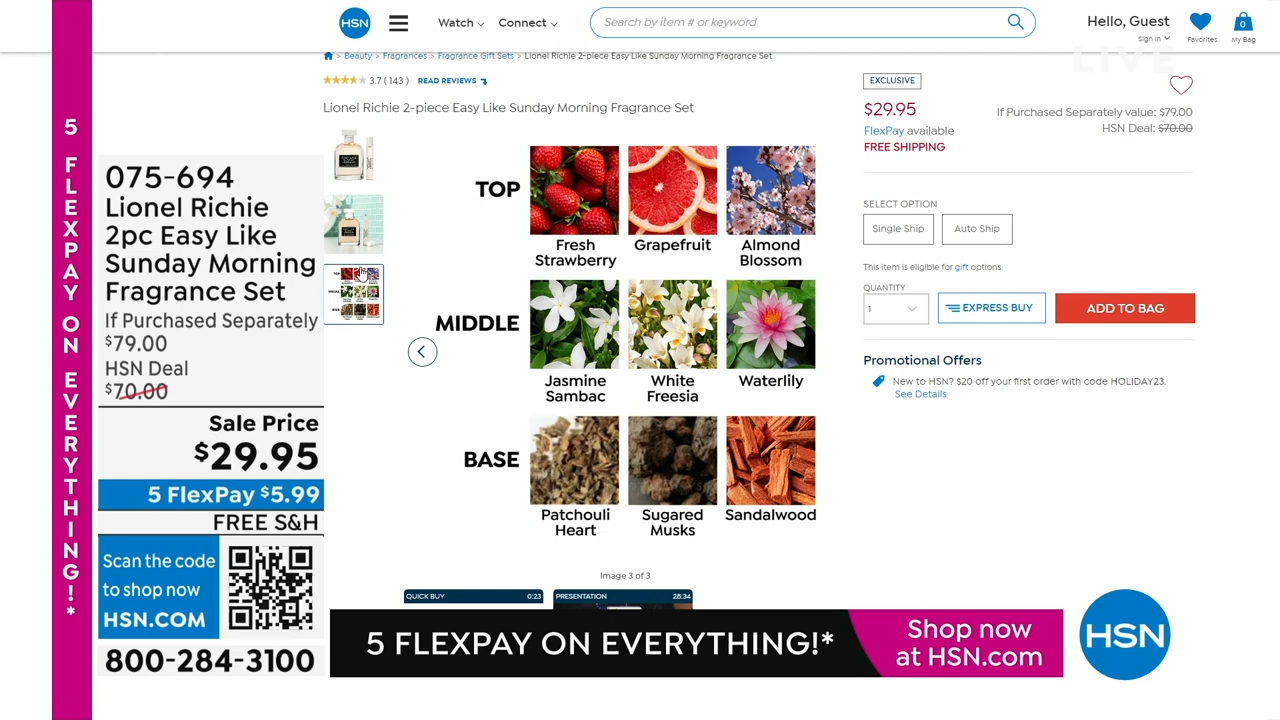 HSN
Watch
Connect
Search by item # or keyword
Hello, Guest
Sign in
Favorites
0
My Bag
LIVE
> Beauty > Fragrances > Fragrance Gift Sets > Lionel Richie 2-piece Easy Like Sunday Morning Fragrance Set
3.7 ( 143 ) READ REVIEWS
Lionel Richie 2-piece Easy Like Sunday Morning Fragrance Set
EXCLUSIVE
$29.95
If Purchased Separately value: $79.00
FlexPay available
HSN Deal: $70.00
FREE SHIPPING
SELECT OPTION
Single Ship
Auto Ship
This item is eligible for gift options.
QUANTITY
1
EXPRESS BUY
ADD TO BAG
Promotional Offers
New to HSN? $20 off your first order with code HOLIDAY23.
See Details
TOP
Fresh
Strawberry
Grapefruit
Almond
Blossom
MIDDLE
Jasmine
Sambac
White
Freesia
Waterlily
BASE
Patchouli
Heart
Sugared
Musks
Sandalwood
Image 3 of 3
QUICK BUY 0:23
PRESENTATION 28:34
5 FLEXPAY ON EVERYTHING!*
075-694
Lionel Richie
2pc Easy Like
Sunday Morning
Fragrance Set
If Purchased Separately
$79.00
HSN Deal
$70.00
Sale Price
$29.95
5 FlexPay $5.99
FREE S&H
Scan the code
to shop now
HSN.COM
800-284-3100
5 FLEXPAY ON EVERYTHING!*
Shop now
at HSN.com
HSN